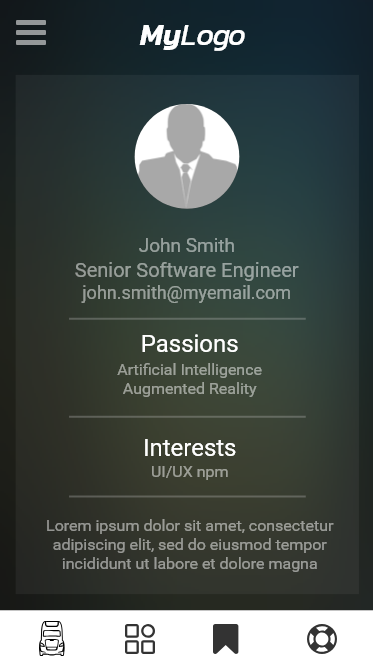 MyLogo
John Smith
Senior Software Engineer
john.smith@myemail.com
Passions
Artificial Intelligence
Augmented Reality
Interests
UI/UX npm
Lorem ipsum dolor sit amet, consectetur
adipiscing elit, sed do eiusmod tempor
incididunt ut labore et dolore magna